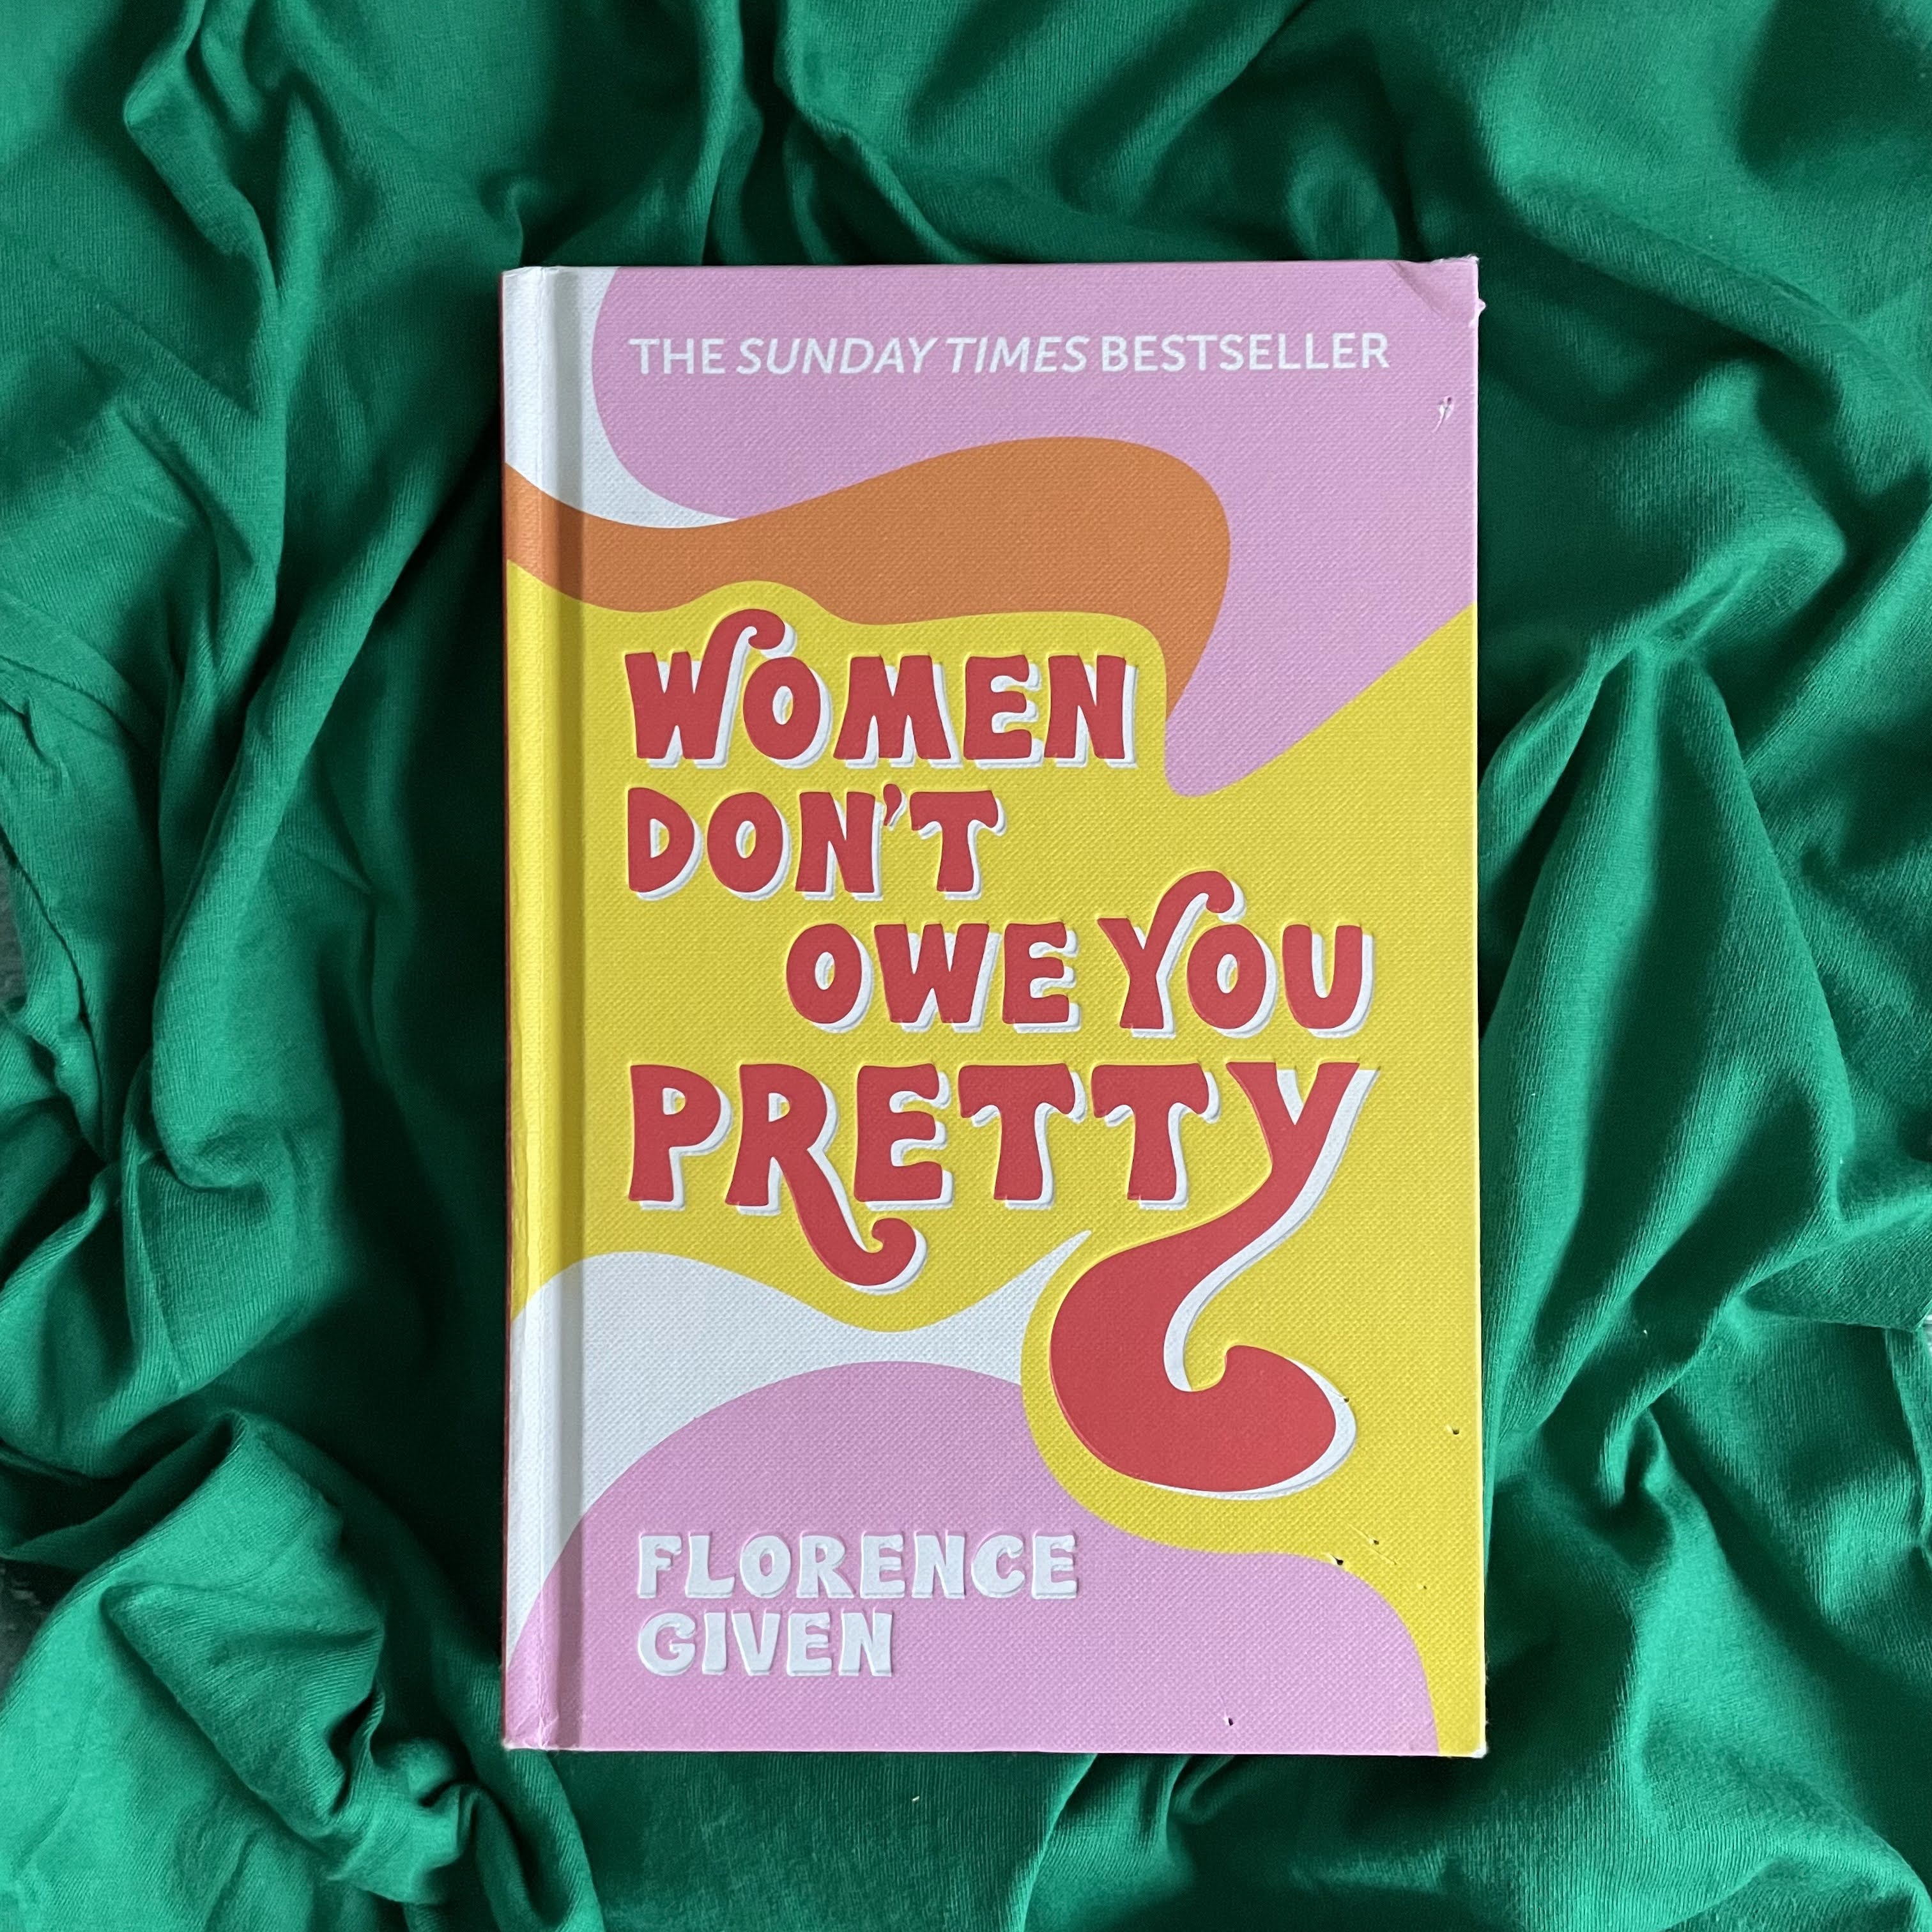 THE SUNDAY TIMES BESTSELLER
WOMEN
DON'T
OWE YOU
PRETTY
FLORENCE
GIVEN